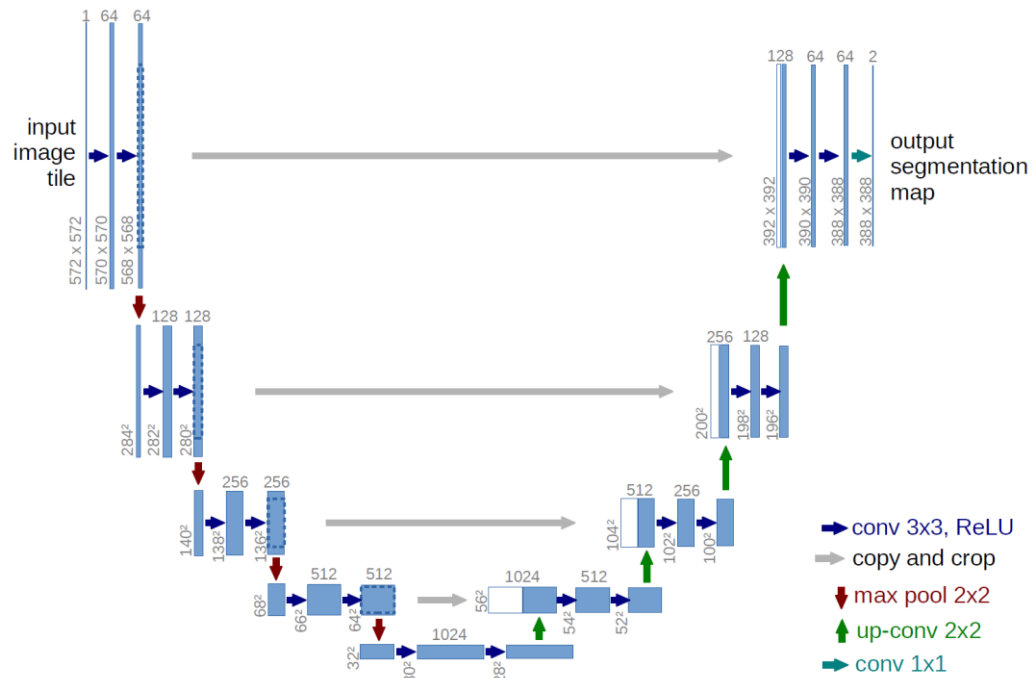 1 64 64
input
image
tile
572 x 572
570 x 570
568 x 568
128 64 64 2
output
segmentation
map
392 x 392
390 x 390
388 x 388
388 x 388
128 128
284²
282²
280²
256 128
200²
198²
196²
256 256
140²
138²
136²
512 256
104²
102²
100²
512 512
68²
66²
64²
1024 512
56²
54²
52²
1024
32²
30²
28²
conv 3x3, ReLU
copy and crop
max pool 2x2
up-conv 2x2
conv 1x1